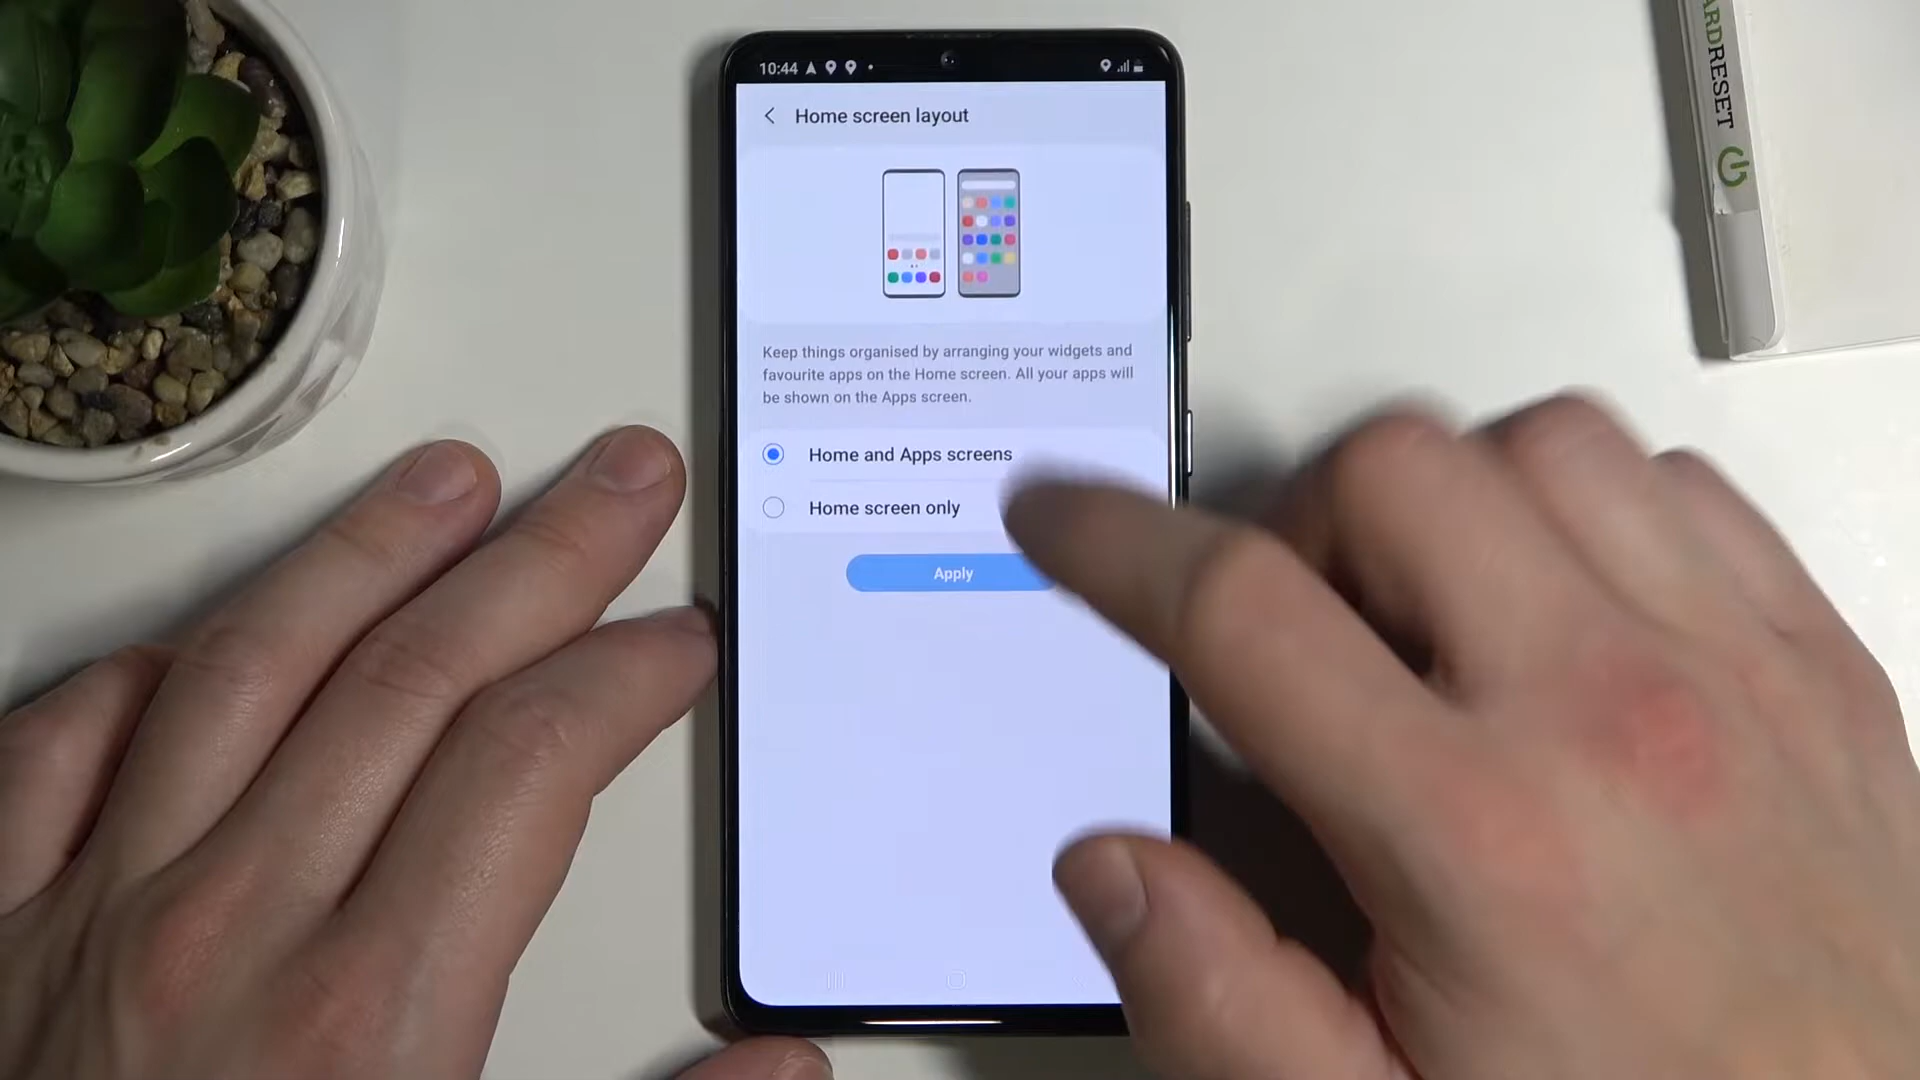 10:44
Home screen layout
Keep things organised by arranging your widgets and
favourite apps on the Home screen. All your apps will
be shown on the Apps screen.
Home and Apps screens
Home screen only
Apply
ARDRESET